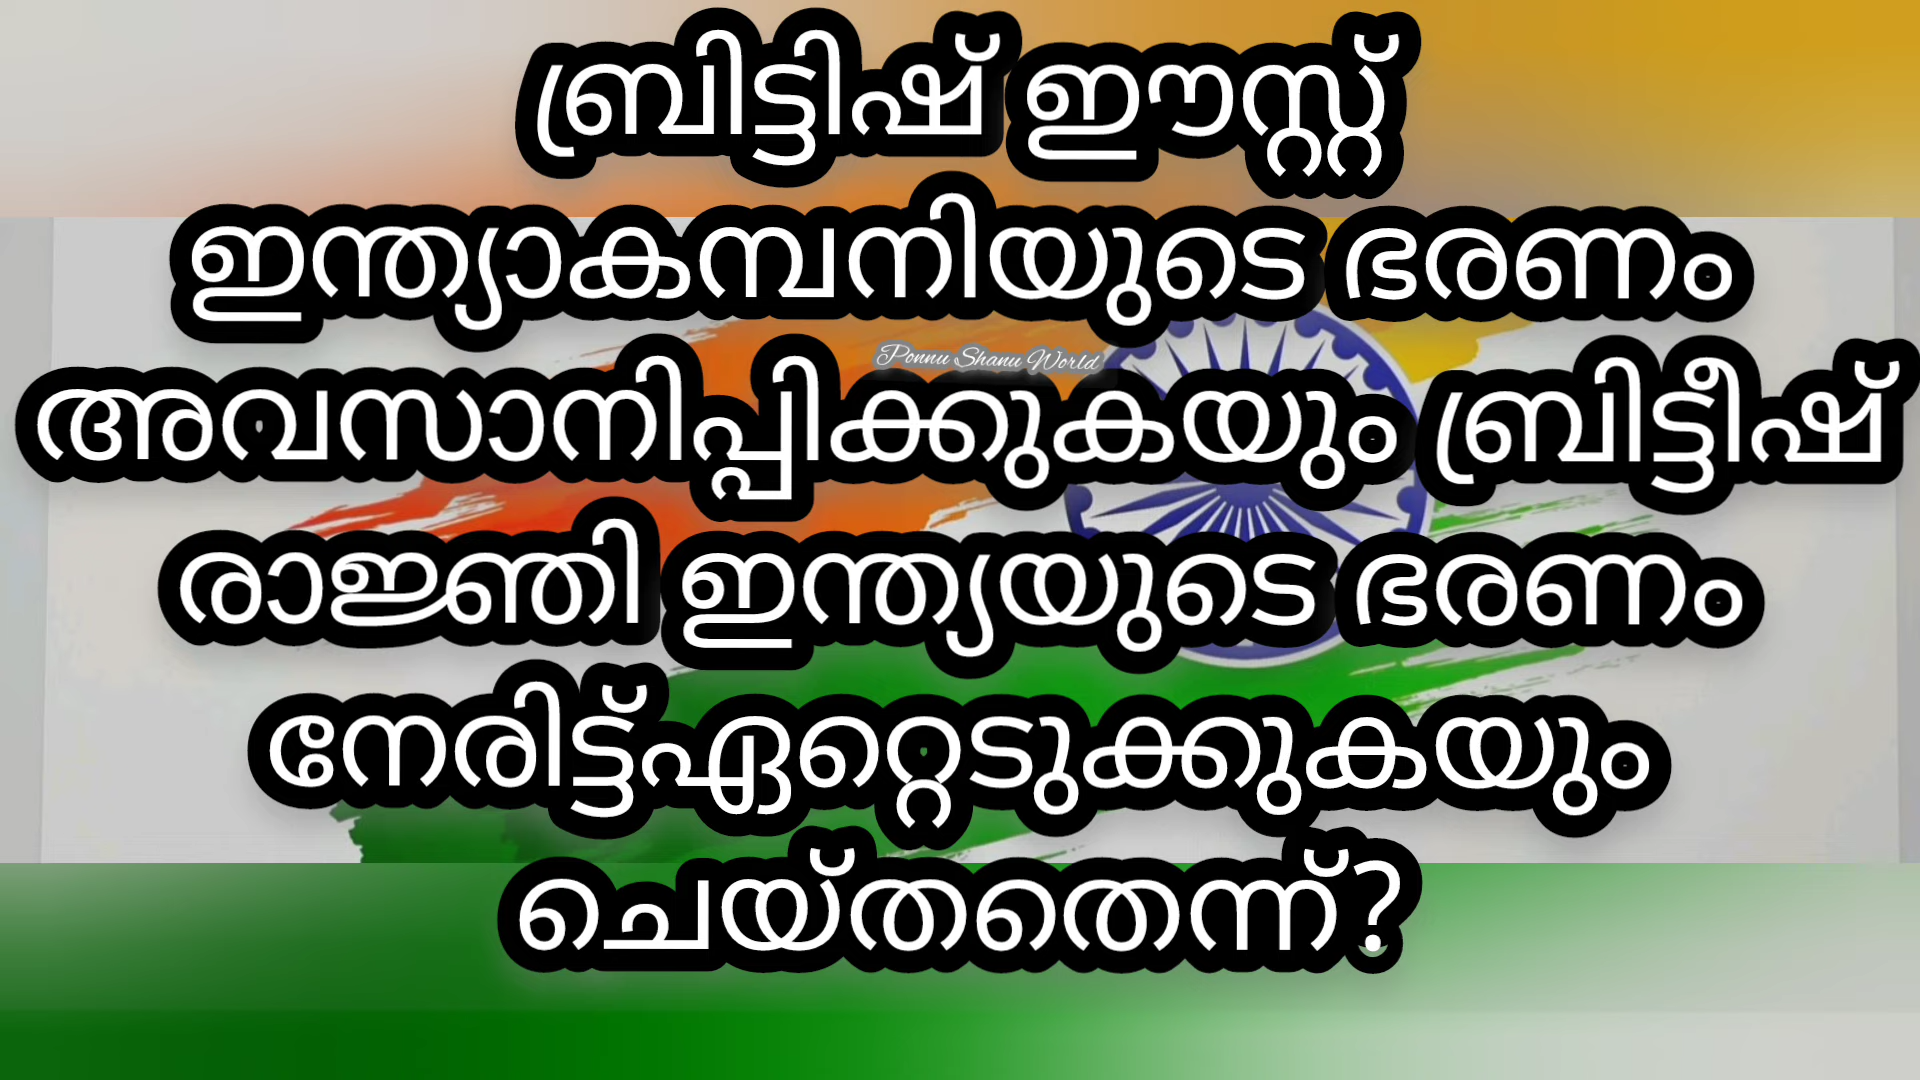 ബ്രിട്ടിഷ് ഈസ്റ്റ്
ഇന്ത്യാകമ്പനിയുടെ ഭരണം
Ponnu Shanu World
അവസാനിപ്പിക്കുകയും ബ്രിട്ടീഷ്
രാജ്ഞി ഇന്ത്യയുടെ ഭരണം
നേരിട്ട്ഏറ്റെടുക്കുകയും
ചെയ്തതെന്ന്?